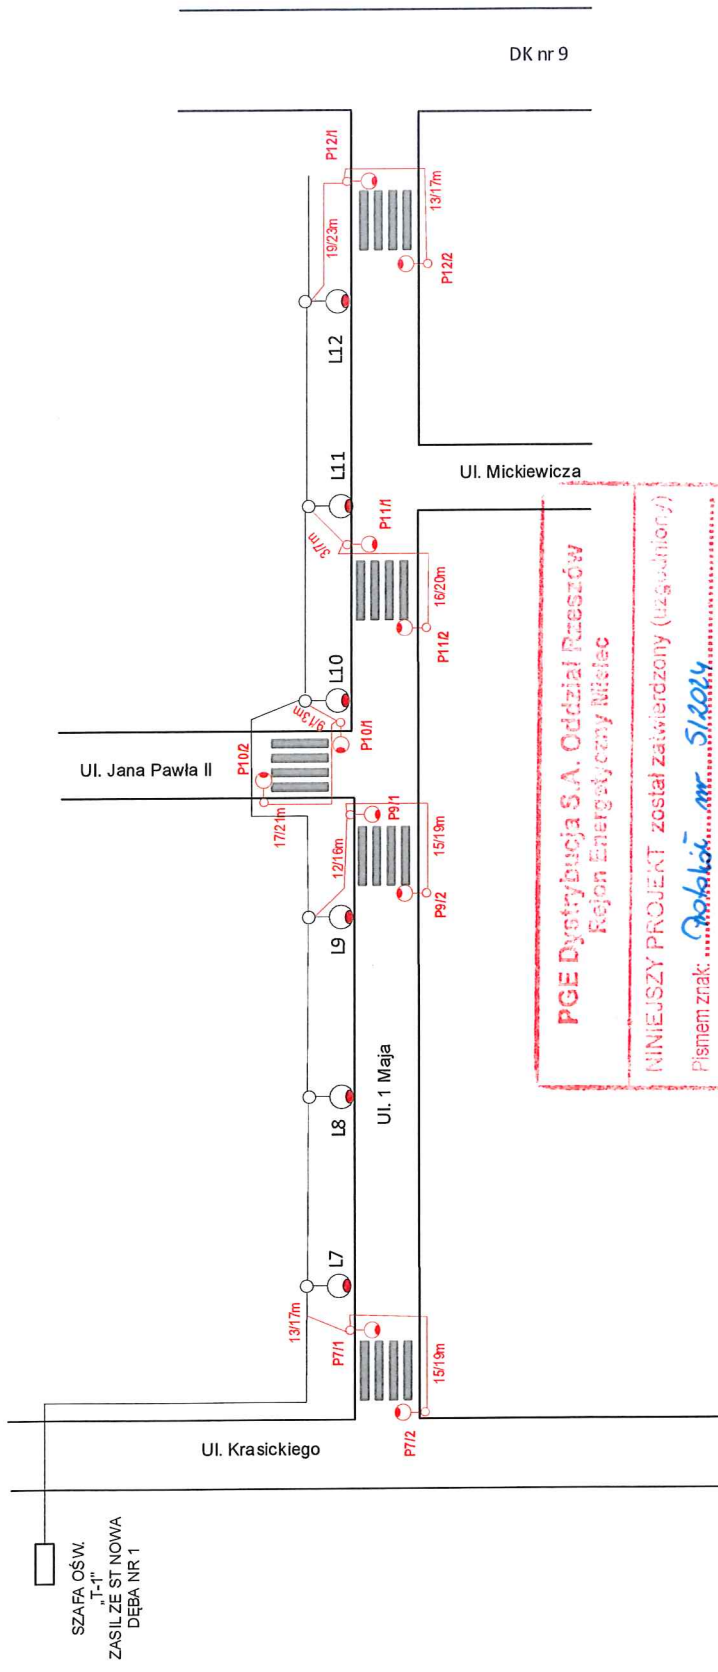 DK nr 9
P12/1
19/23m
13/17m
P12/2
L12
Ul. Mickiewicza
L11
P11/1
3/7m
16/20m
P11/2
L10
9/13m
P10/1
P10/2
Ul. Jana Pawła II
17/21m
P9/1
12/16m
15/19m
P9/2
L9
Ul. 1 Maja
L8
L7
13/17m
P7/1
15/19m
P7/2
Ul. Krasickiego
SZAFA OŚW.
„T-1"
ZASIL ZE ST NOWA
DĘBA NR 1
PGE Dystrybucja S.A. Oddział Rzeszów
Rejon Energetyczny Mielec
NINIEJSZY PROJEKT został zatwierdzony (uzgodniony)
Pismem znak: Protokół nr 5/2024